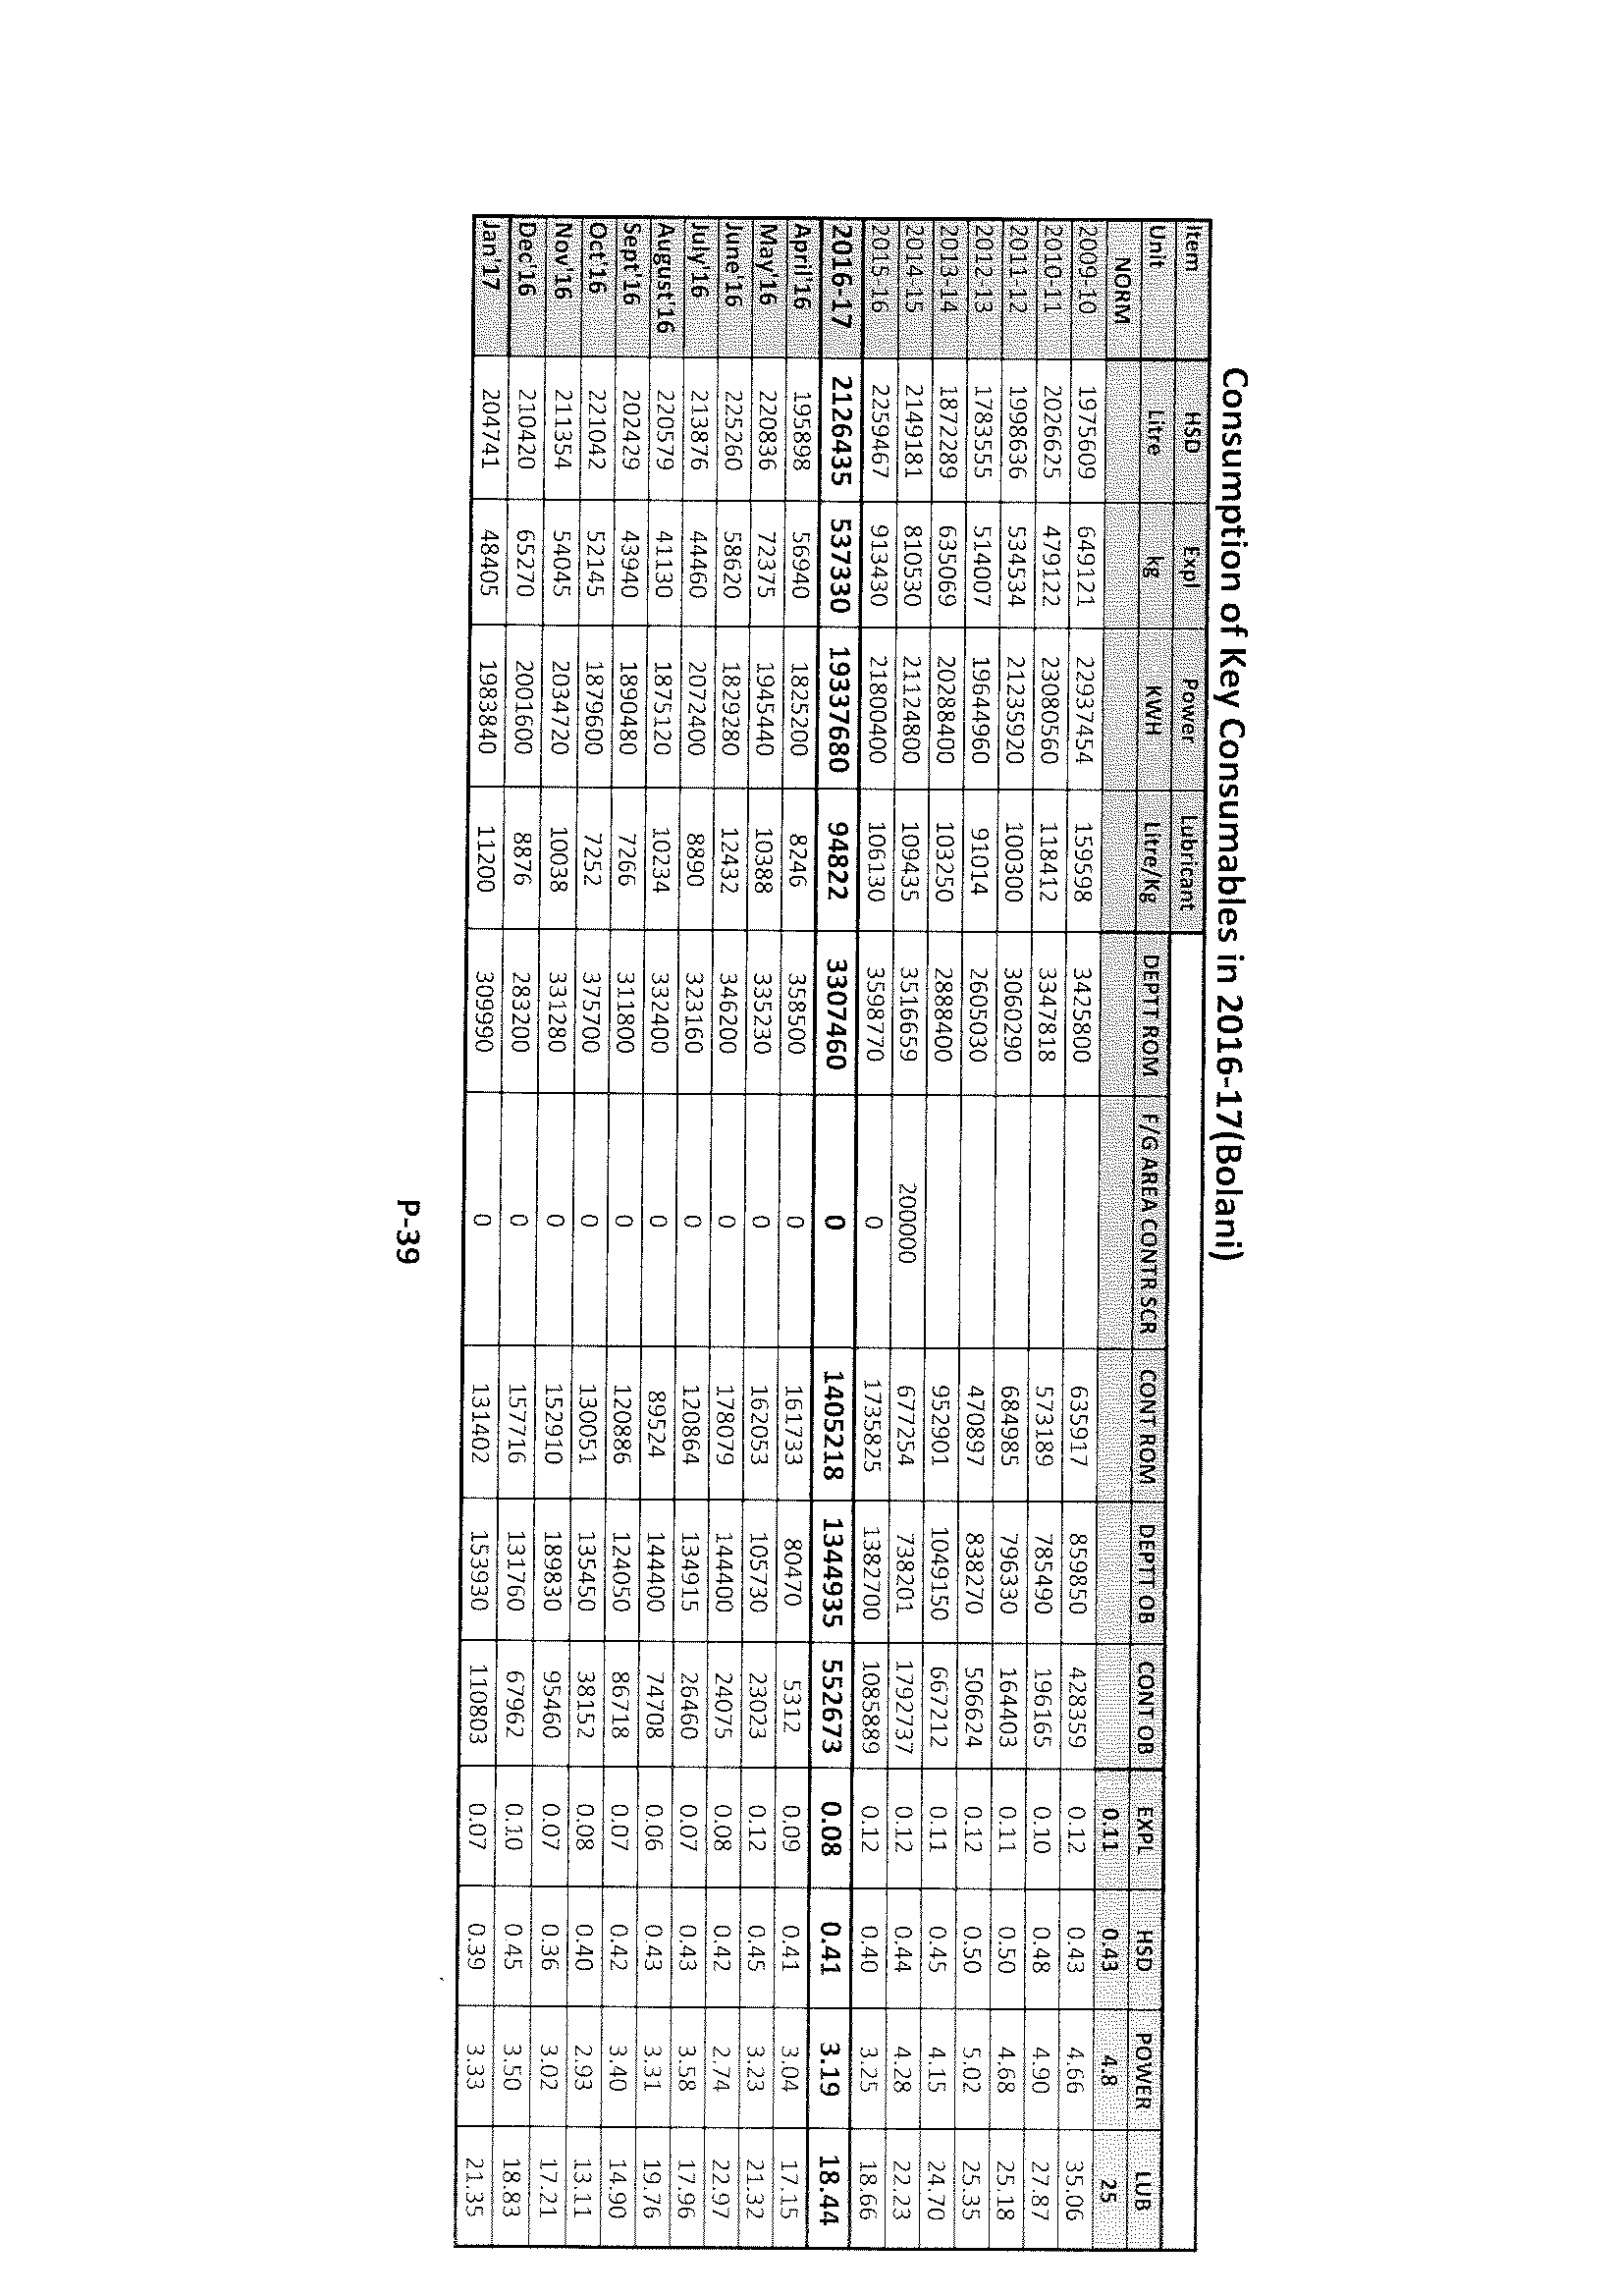 Consumption of Key Consumables in 2016-17(Bolani)
Item HSD Expl Power Lubricant
Unit Litre kg KWH Litre/Kg DEPTT ROM F/G AREA CONTR SCR CONT ROM DEPTT OB CONT OB EXPL HSD POWER LUB
NORM 0.11 0.43 4.8 25
2009-10 1975609 649121 22937454 159598 3425800 635917 859850 428359 0.12 0.43 4.66 35.06
2010-11 2026625 479122 23080560 118412 3347818 573189 785490 196165 0.10 0.48 4.90 27.87
2011-12 1998636 534534 21235920 100300 3060290 684985 796330 164403 0.11 0.50 4.68 25.18
2012-13 1783555 514007 19644960 91014 2605030 470897 838270 506624 0.12 0.50 5.02 25.35
2013-14 1872289 635069 20288400 103250 2888400 952901 1049150 667212 0.11 0.45 4.15 24.70
2014-15 2149181 810530 21124800 109435 3516659 200000 677254 738201 1792737 0.12 0.44 4.28 22.23
2015-16 2259467 913430 21800400 106130 3598770 0 1735825 1382700 1085889 0.12 0.40 3.25 18.66
2016-17 2126435 537330 19337680 94822 3307460 0 1405218 1344935 552673 0.08 0.41 3.19 18.44
April'16 195898 56940 1825200 8246 358500 0 161733 80470 5312 0.09 0.41 3.04 17.15
May'16 220836 72375 1945440 10388 335230 0 162053 105730 23023 0.12 0.45 3.23 21.32
June'16 225260 58620 1829280 12432 346200 0 178079 144400 24075 0.08 0.42 2.74 22.97
July'16 213876 44460 2072400 8890 323160 0 120864 134915 26460 0.07 0.43 3.58 17.96
August'16 220579 41130 1875120 10234 332400 0 89524 144400 74708 0.06 0.43 3.31 19.76
Sept'16 202429 43940 1890480 7266 311800 0 120886 124050 86718 0.07 0.42 3.40 14.90
Oct'16 221042 52145 1879600 7252 375700 0 130051 135450 38152 0.08 0.40 2.93 13.11
Nov'16 211354 54045 2034720 10038 331280 0 152910 189830 95460 0.07 0.36 3.02 17.21
Dec'16 210420 65270 2001600 8876 283200 0 157716 131760 67962 0.10 0.45 3.50 18.83
Jan'17 204741 48405 1983840 11200 309990 0 131402 153930 110803 0.07 0.39 3.33 21.35
P-39